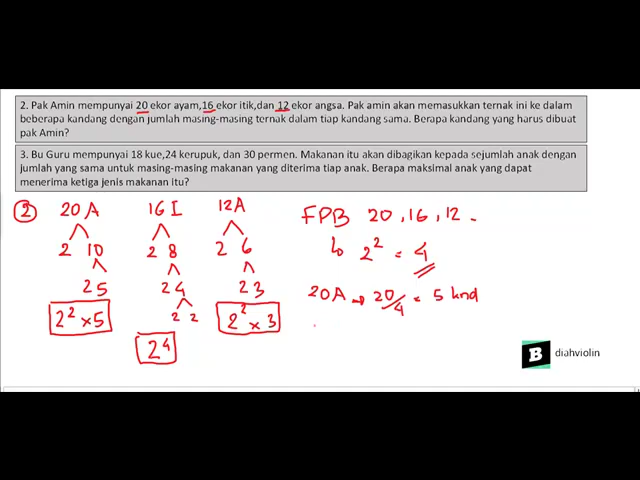 2. Pak Amin mempunyai 20 ekor ayam,16 ekor itik,dan 12 ekor angsa. Pak amin akan memasukkan ternak ini ke dalam
beberapa kandang dengan jumlah masing-masing ternak dalam tiap kandang sama. Berapa kandang yang harus dibuat
pak Amin?
3. Bu Guru mempunyai 18 kue,24 kerupuk, dan 30 permen. Makanan itu akan dibagikan kepada sejumlah anak dengan
jumlah yang sama untuk masing-masing makanan yang diterima tiap anak. Berapa maksimal anak yang dapat
menerima ketiga jenis makanan itu?
2 20 A 16 I 12A FPB 20, 16, 12.
2 10 2 8 2 6 2² = 4
2 5 2 4 2 3 20A → 20/4 = 5 knd
2² × 5 2 2 2² × 3
2⁴
B diahviolin